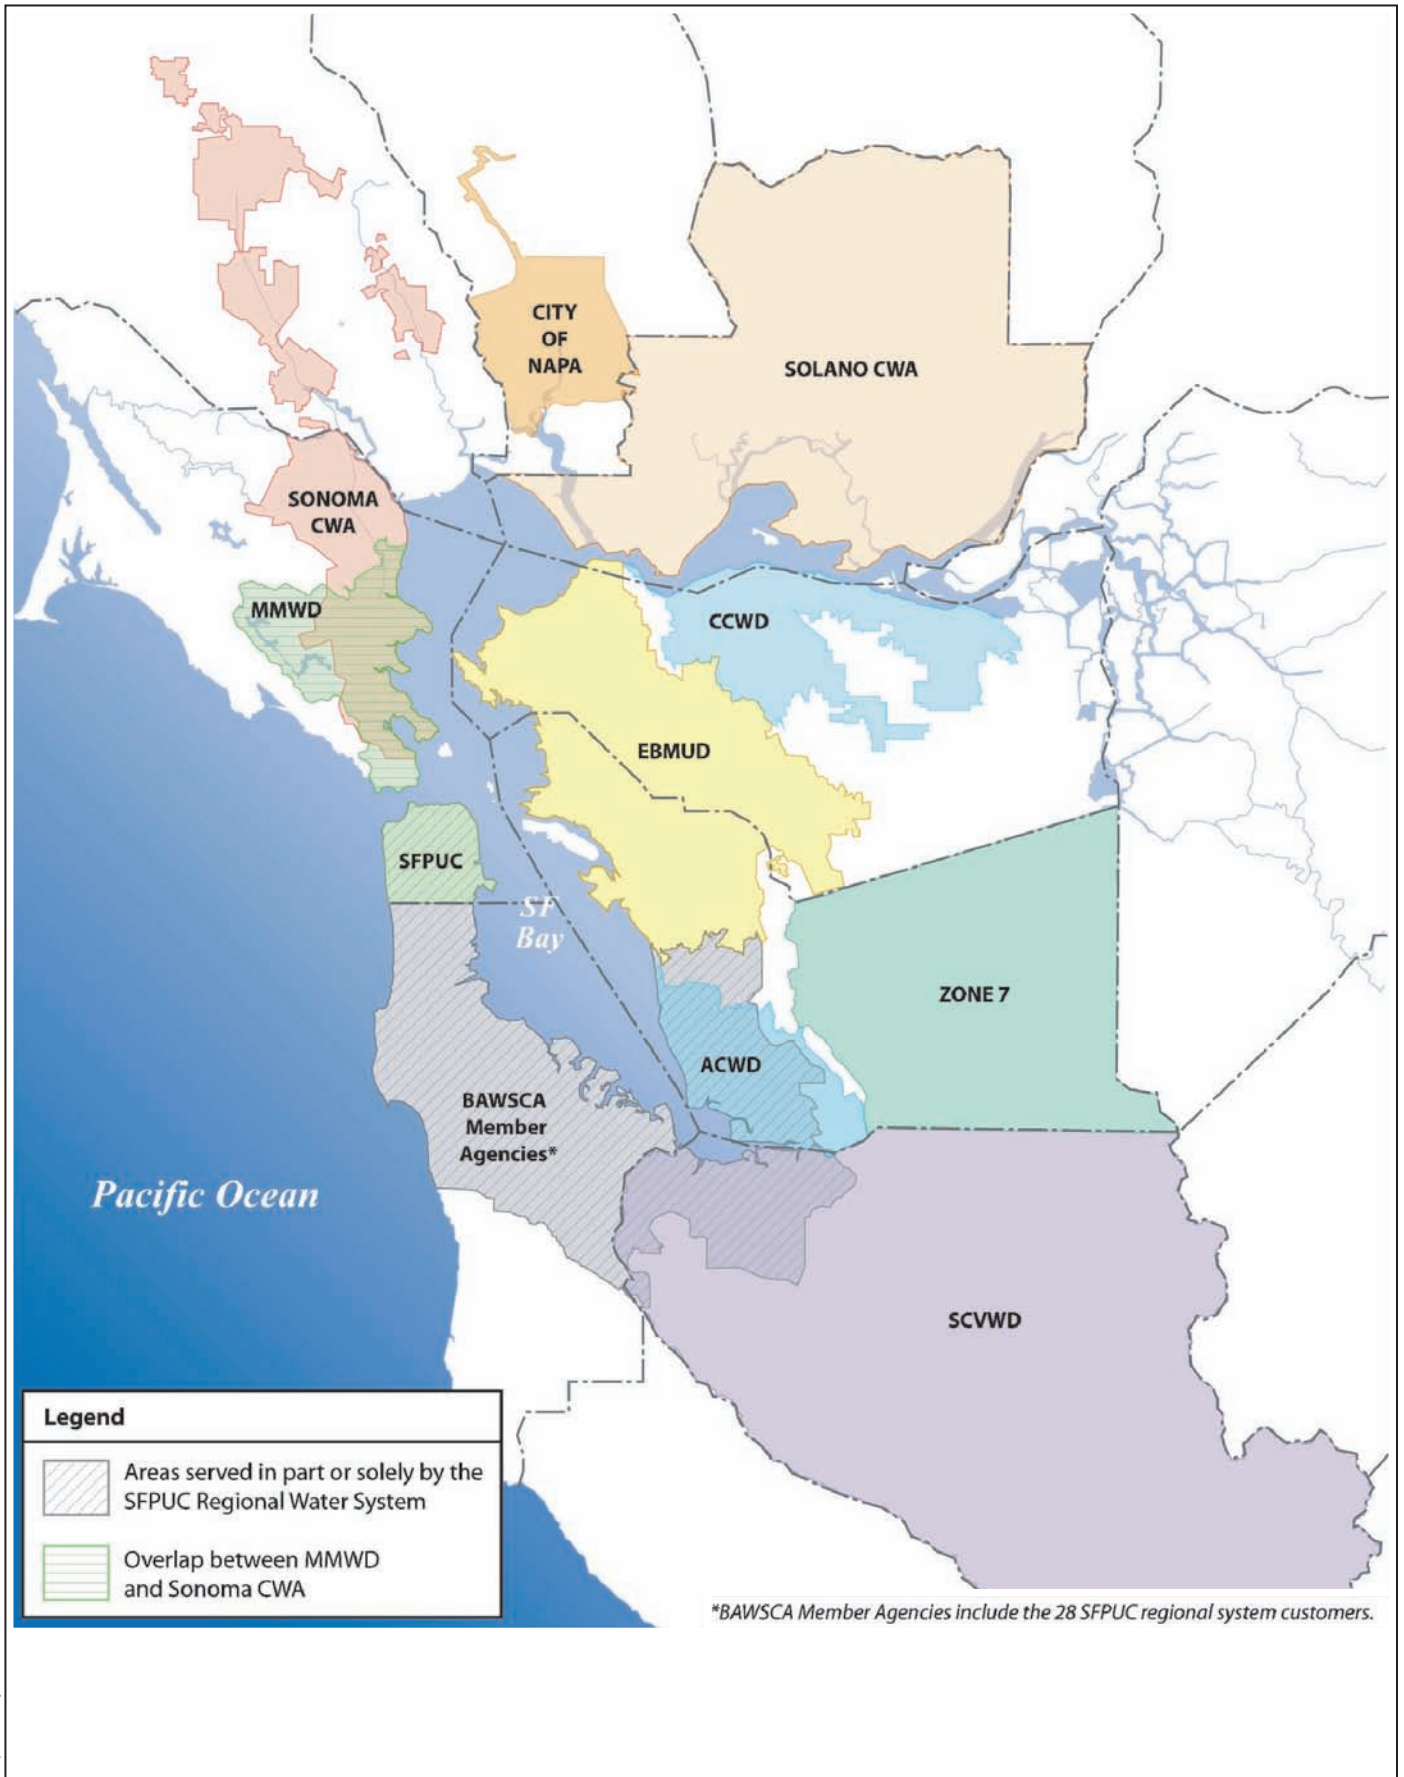 CITY
OF
NAPA
SOLANO CWA
SONOMA
CWA
MMWD
CCWD
EBMUD
SFPUC
SF
Bay
ZONE 7
ACWD
BAWSCA
Member
Agencies*
Pacific Ocean
SCVWD
Legend
Areas served in part or solely by the
SFPUC Regional Water System
Overlap between MMWD
and Sonoma CWA
*BAWSCA Member Agencies include the 28 SFPUC regional system customers.